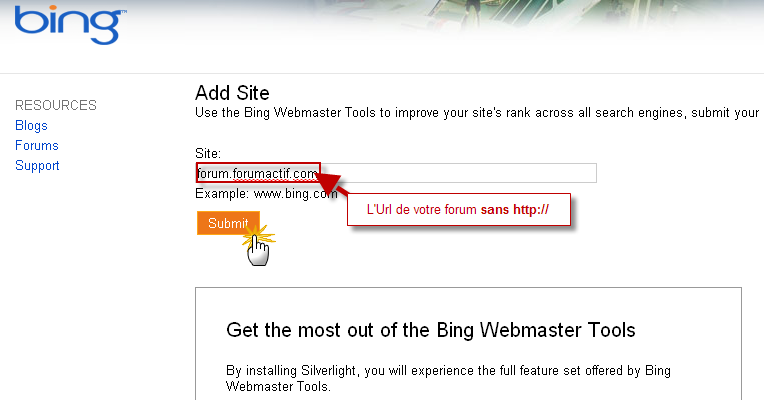 bing™
RESOURCES
Blogs
Forums
Support
Add Site
Use the Bing Webmaster Tools to improve your site's rank across all search engines, submit your
Site:
forum.forumactif.com
Example: www.bing.com
L'Url de votre forum sans http://
Submit
Get the most out of the Bing Webmaster Tools
By installing Silverlight, you will experience the full feature set offered by Bing
Webmaster Tools.